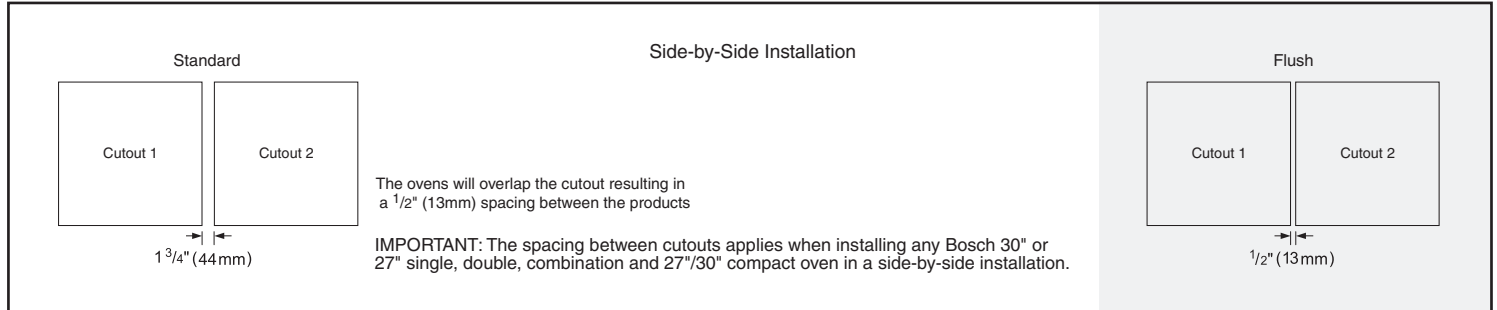 Side-by-Side Installation
Standard
Cutout 1
Cutout 2
1 3/4" (44mm)
The ovens will overlap the cutout resulting in
a 1/2" (13mm) spacing between the products
IMPORTANT: The spacing between cutouts applies when installing any Bosch 30" or
27" single, double, combination and 27"/30" compact oven in a side-by-side installation.
Flush
Cutout 1
Cutout 2
1/2" (13mm)